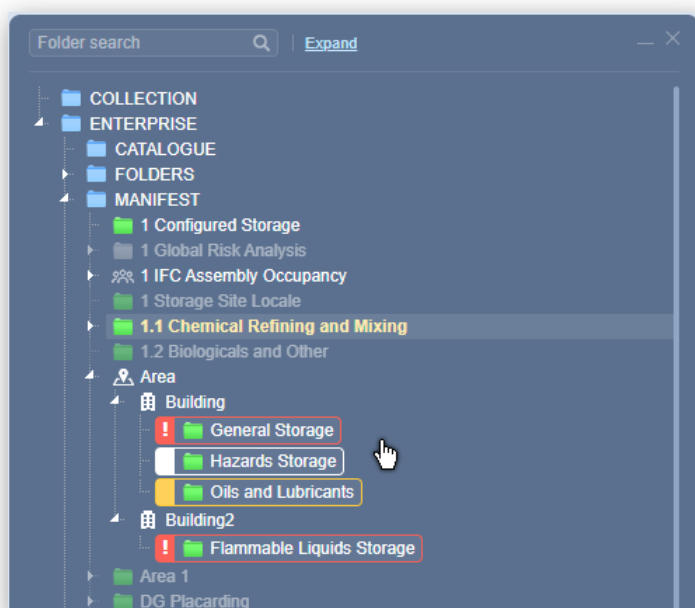 Folder search
Expand
COLLECTION
ENTERPRISE
CATALOGUE
FOLDERS
MANIFEST
1 Configured Storage
1 Global Risk Analysis
1 IFC Assembly Occupancy
1 Storage Site Locale
1.1 Chemical Refining and Mixing
1.2 Biologicals and Other
Area
Building
! General Storage
Hazards Storage
Oils and Lubricants
Building2
! Flammable Liquids Storage
Area 1
DG Placarding